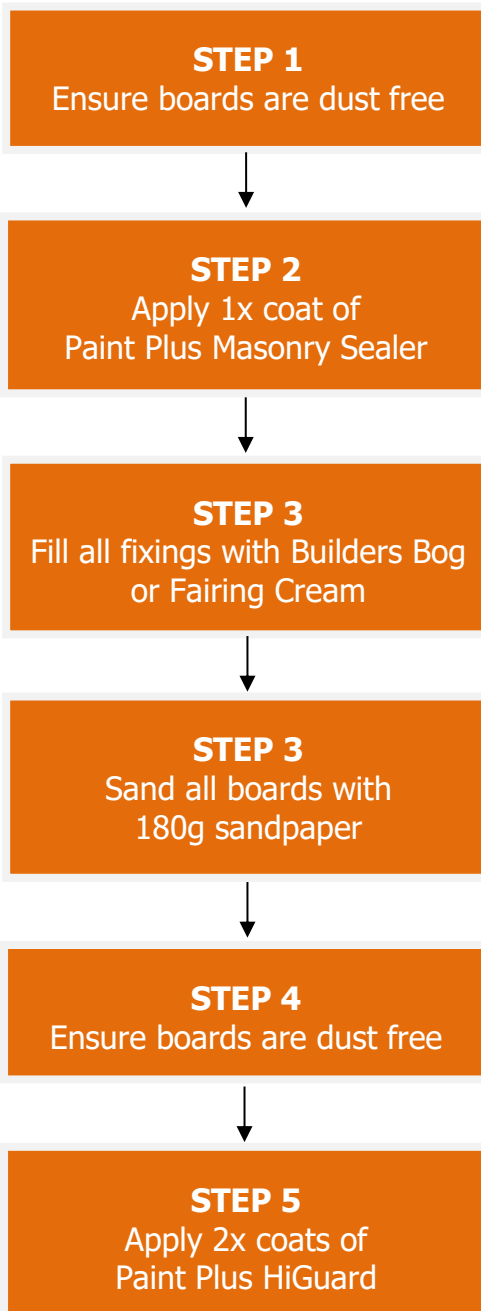 STEP 1
Ensure boards are dust free
STEP 2
Apply 1x coat of
Paint Plus Masonry Sealer
STEP 3
Fill all fixings with Builders Bog
or Fairing Cream
STEP 3
Sand all boards with
180g sandpaper
STEP 4
Ensure boards are dust free
STEP 5
Apply 2x coats of
Paint Plus HiGuard